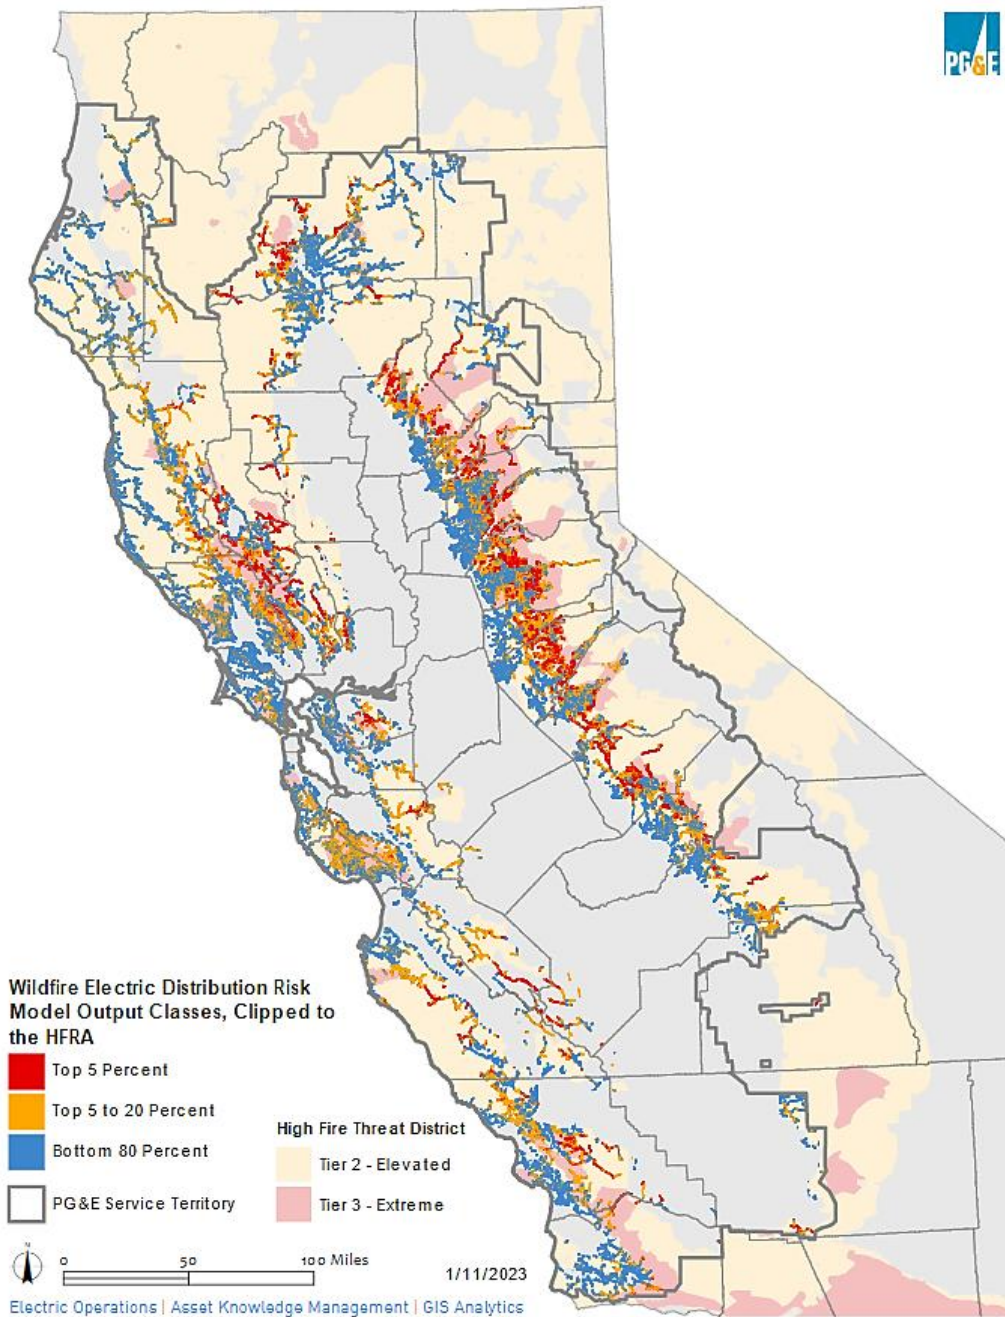 PG&E
Wildfire Electric Distribution Risk
Model Output Classes, Clipped to
the HFRA
Top 5 Percent
Top 5 to 20 Percent
Bottom 80 Percent
PG&E Service Territory
High Fire Threat District
Tier 2 - Elevated
Tier 3 - Extreme
N
0 50 100 Miles
1/11/2023
Electric Operations | Asset Knowledge Management | GIS Analytics